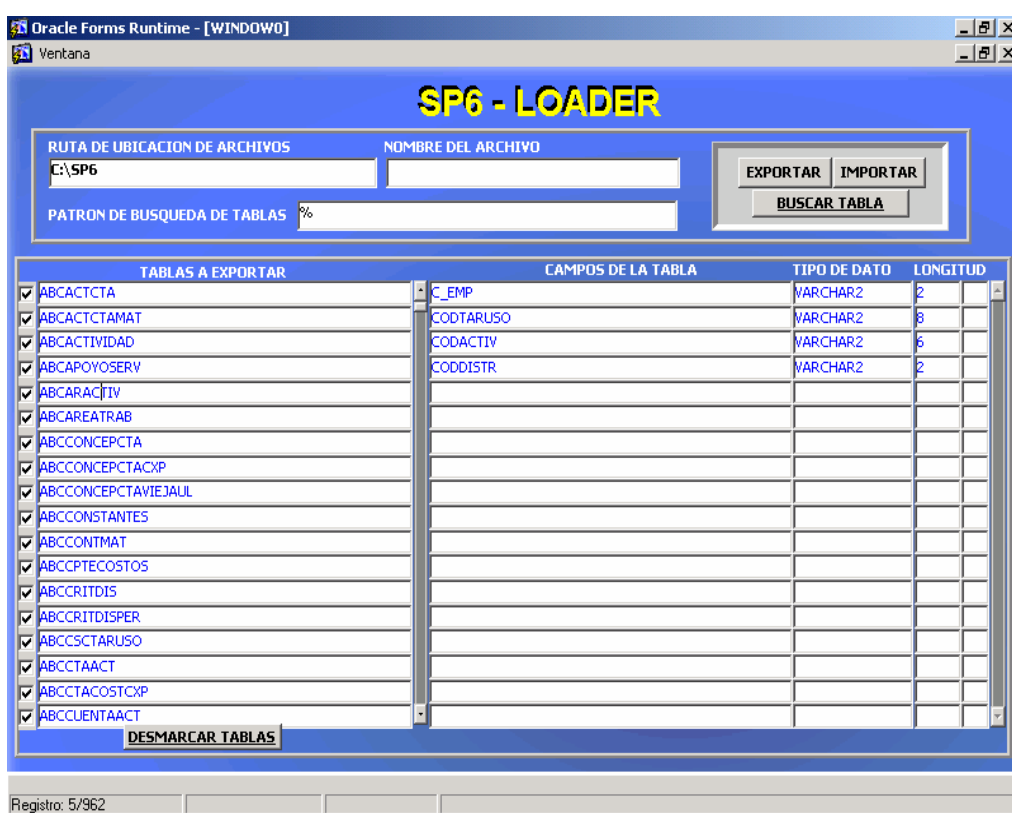 Oracle Forms Runtime - [WINDOW0]
Ventana
SP6 - LOADER
RUTA DE UBICACION DE ARCHIVOS NOMBRE DEL ARCHIVO
C:\SP6
EXPORTAR IMPORTAR
PATRON DE BUSQUEDA DE TABLAS % BUSCAR TABLA
TABLAS A EXPORTAR CAMPOS DE LA TABLA TIPO DE DATO LONGITUD
ABCACTCTA C_EMP VARCHAR2 2
ABCACTCTAMAT CODTARUSO VARCHAR2 8
ABCACTIVIDAD CODACTIV VARCHAR2 6
ABCAPOYOSERV CODDISTR VARCHAR2 2
ABCARACTIV
ABCAREATRAB
ABCCONCEPCTA
ABCCONCEPCTACXP
ABCCONCEPCTAVIEJAUL
ABCCONSTANTES
ABCCONTMAT
ABCCPTECOSTOS
ABCCRITDIS
ABCCRITDISPER
ABCCSCTARUSO
ABCCTAACT
ABCCTACOSTCXP
ABCCUENTAACT
DESMARCAR TABLAS
Registro: 5/962